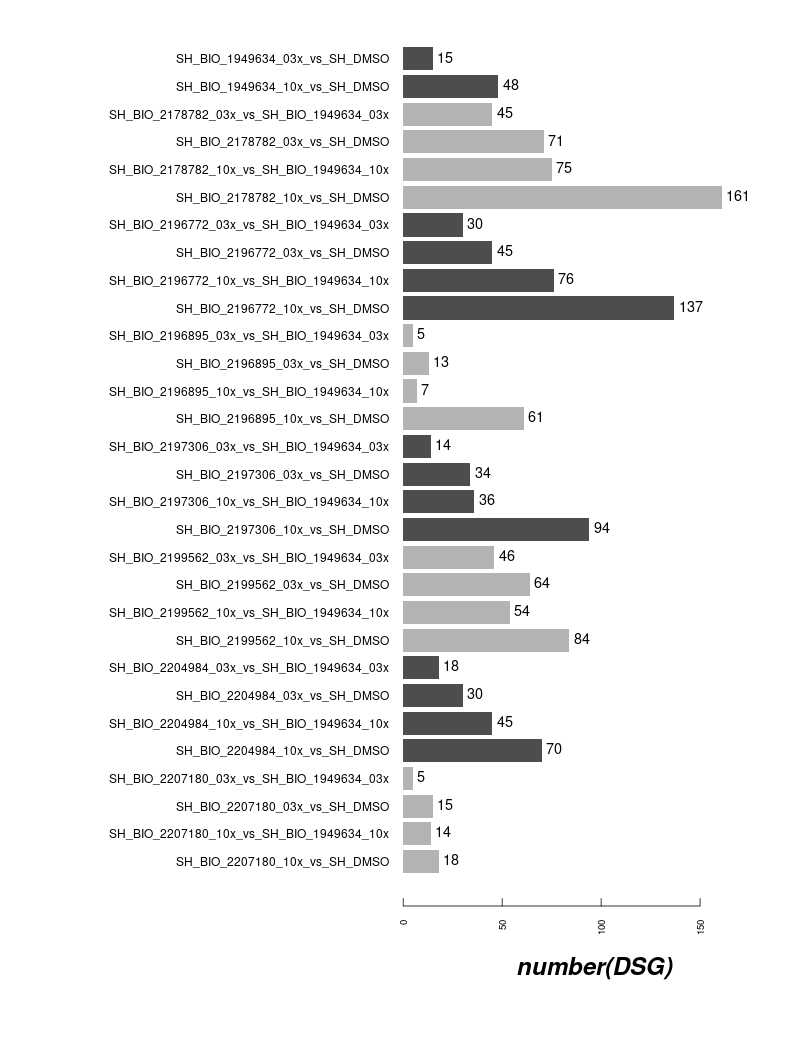 SH_BIO_1949634_03x_vs_SH_DMSO 15
SH_BIO_1949634_10x_vs_SH_DMSO 48
SH_BIO_2178782_03x_vs_SH_BIO_1949634_03x 45
SH_BIO_2178782_03x_vs_SH_DMSO 71
SH_BIO_2178782_10x_vs_SH_BIO_1949634_10x 75
SH_BIO_2178782_10x_vs_SH_DMSO 161
SH_BIO_2196772_03x_vs_SH_BIO_1949634_03x 30
SH_BIO_2196772_03x_vs_SH_DMSO 45
SH_BIO_2196772_10x_vs_SH_BIO_1949634_10x 76
SH_BIO_2196772_10x_vs_SH_DMSO 137
SH_BIO_2196895_03x_vs_SH_BIO_1949634_03x 5
SH_BIO_2196895_03x_vs_SH_DMSO 13
SH_BIO_2196895_10x_vs_SH_BIO_1949634_10x 7
SH_BIO_2196895_10x_vs_SH_DMSO 61
SH_BIO_2197306_03x_vs_SH_BIO_1949634_03x 14
SH_BIO_2197306_03x_vs_SH_DMSO 34
SH_BIO_2197306_10x_vs_SH_BIO_1949634_10x 36
SH_BIO_2197306_10x_vs_SH_DMSO 94
SH_BIO_2199562_03x_vs_SH_BIO_1949634_03x 46
SH_BIO_2199562_03x_vs_SH_DMSO 64
SH_BIO_2199562_10x_vs_SH_BIO_1949634_10x 54
SH_BIO_2199562_10x_vs_SH_DMSO 84
SH_BIO_2204984_03x_vs_SH_BIO_1949634_03x 18
SH_BIO_2204984_03x_vs_SH_DMSO 30
SH_BIO_2204984_10x_vs_SH_BIO_1949634_10x 45
SH_BIO_2204984_10x_vs_SH_DMSO 70
SH_BIO_2207180_03x_vs_SH_BIO_1949634_03x 5
SH_BIO_2207180_03x_vs_SH_DMSO 15
SH_BIO_2207180_10x_vs_SH_BIO_1949634_10x 14
SH_BIO_2207180_10x_vs_SH_DMSO 18
0 50 100 150
number(DSG)